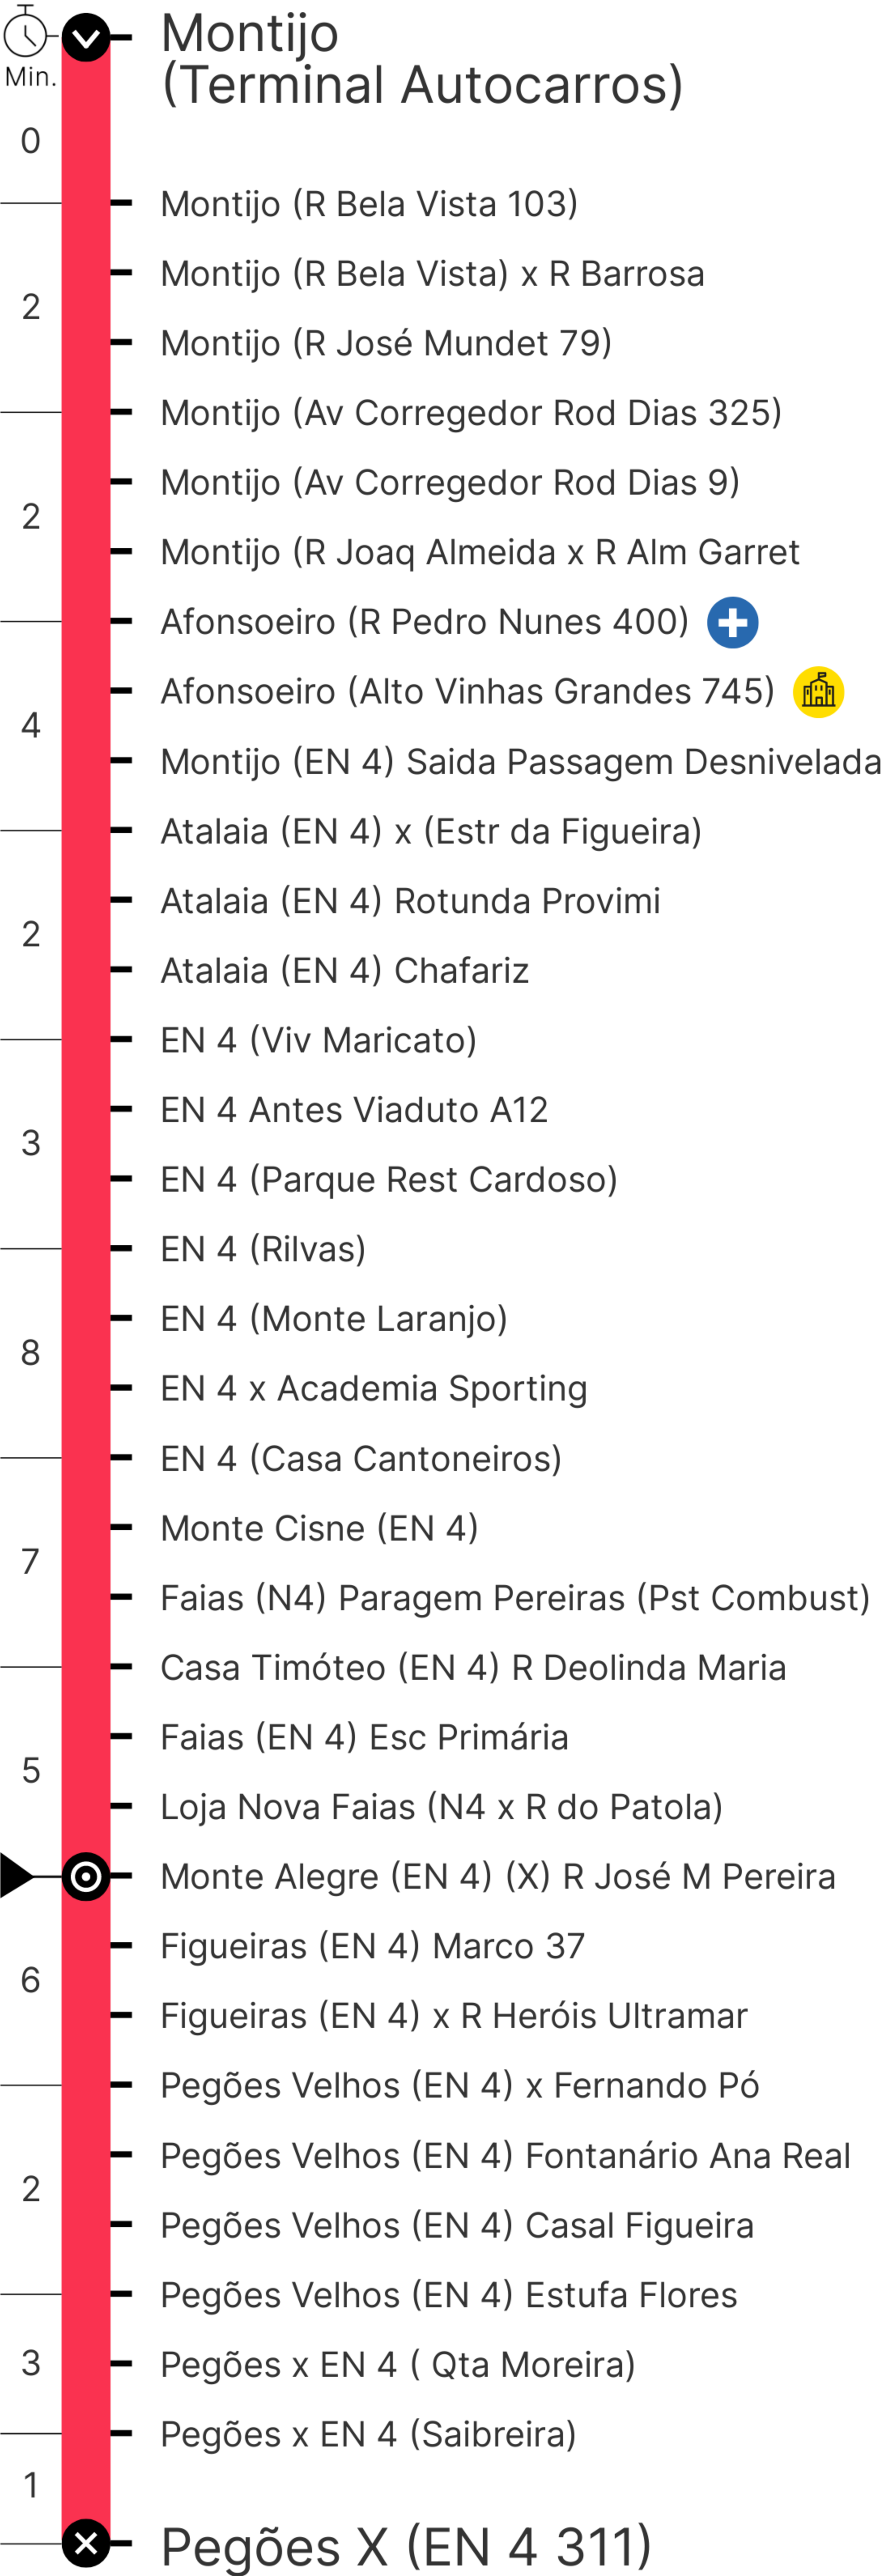 Montijo
(Terminal Autocarros)
Min.
0
Montijo (R Bela Vista 103)
Montijo (R Bela Vista) x R Barrosa
2
Montijo (R José Mundet 79)
Montijo (Av Corregedor Rod Dias 325)
Montijo (Av Corregedor Rod Dias 9)
2
Montijo (R Joaq Almeida x R Alm Garret
Afonsoeiro (R Pedro Nunes 400)
Afonsoeiro (Alto Vinhas Grandes 745)
4
Montijo (EN 4) Saida Passagem Desnivelada
Atalaia (EN 4) x (Estr da Figueira)
Atalaia (EN 4) Rotunda Provimi
2
Atalaia (EN 4) Chafariz
EN 4 (Viv Maricato)
EN 4 Antes Viaduto A12
3
EN 4 (Parque Rest Cardoso)
EN 4 (Rilvas)
EN 4 (Monte Laranjo)
8
EN 4 x Academia Sporting
EN 4 (Casa Cantoneiros)
Monte Cisne (EN 4)
7
Faias (N4) Paragem Pereiras (Pst Combust)
Casa Timóteo (EN 4) R Deolinda Maria
Faias (EN 4) Esc Primária
5
Loja Nova Faias (N4 x R do Patola)
Monte Alegre (EN 4) (X) R José M Pereira
Figueiras (EN 4) Marco 37
6
Figueiras (EN 4) x R Heróis Ultramar
Pegões Velhos (EN 4) x Fernando Pó
Pegões Velhos (EN 4) Fontanário Ana Real
2
Pegões Velhos (EN 4) Casal Figueira
Pegões Velhos (EN 4) Estufa Flores
3
Pegões x EN 4 ( Qta Moreira)
Pegões x EN 4 (Saibreira)
1
Pegões X (EN 4 311)